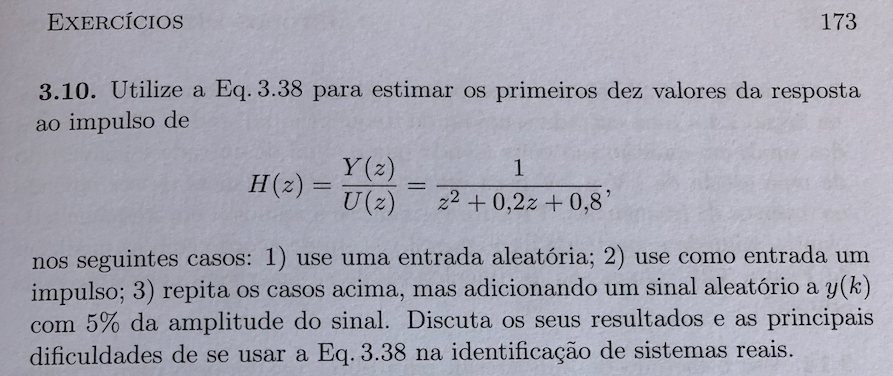 EXERCÍCIOS 173
3.10. Utilize a Eq. 3.38 para estimar os primeiros dez valores da resposta
ao impulso de
H(z) = Y(z)/U(z) = 1/(z² + 0,2z + 0,8),
nos seguintes casos: 1) use uma entrada aleatória; 2) use como entrada um
impulso; 3) repita os casos acima, mas adicionando um sinal aleatório a y(k)
com 5% da amplitude do sinal. Discuta os seus resultados e as principais
dificuldades de se usar a Eq. 3.38 na identificação de sistemas reais.